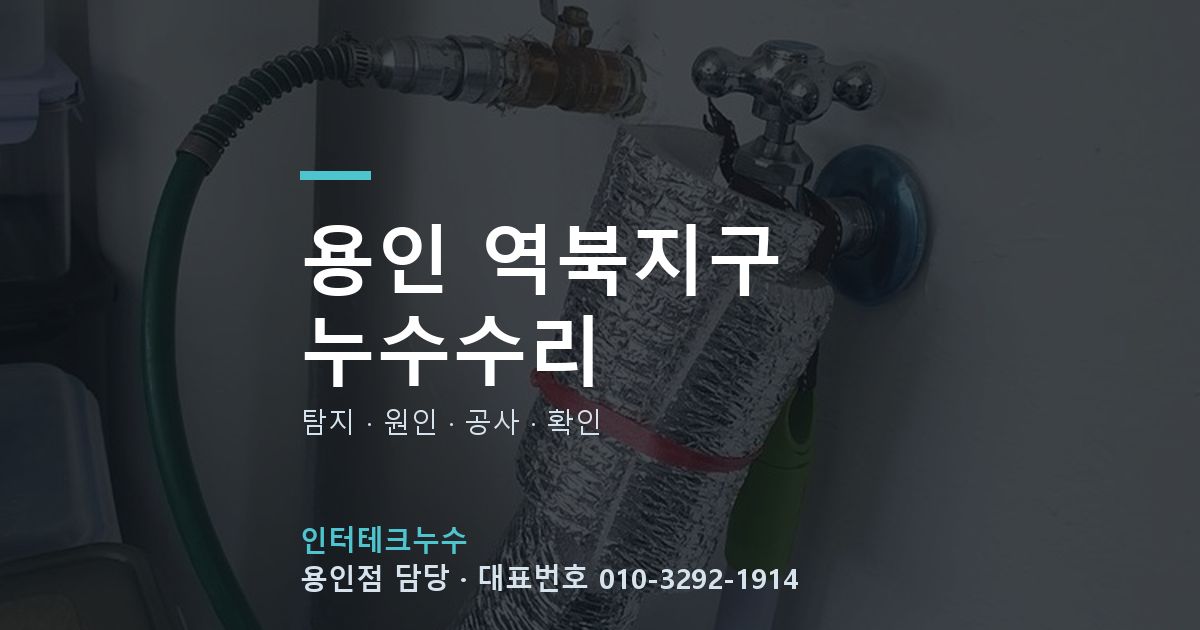 용인 역북지구
누수수리
탐지 · 원인 · 공사 · 확인
인터테크누수
용인점 담당 · 대표번호 010-3292-1914